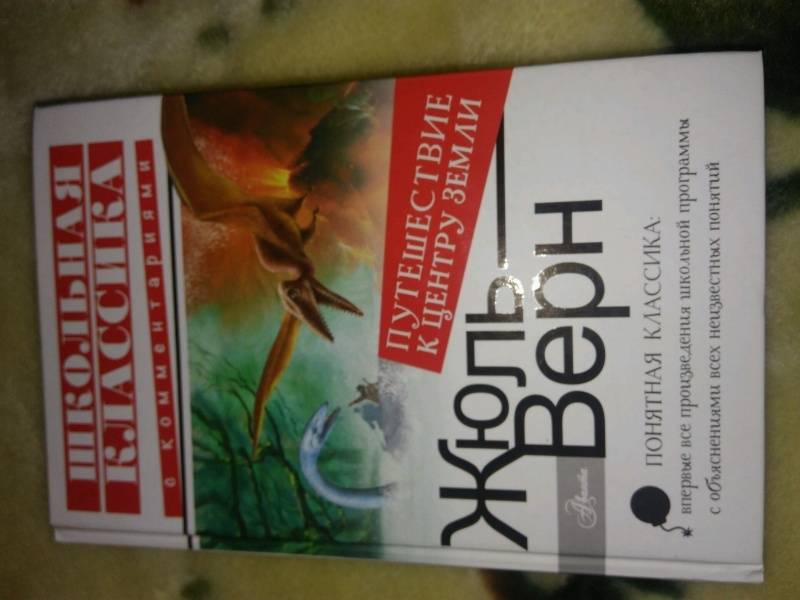 ШКОЛЬНАЯ
КЛАССИКА
с комментариями
ПУТЕШЕСТВИЕ
К ЦЕНТРУ ЗЕМЛИ
Жюль
Верн
Аванта
ПОНЯТНАЯ КЛАССИКА:
впервые все произведения школьной программы
с объяснениями всех неизвестных понятий